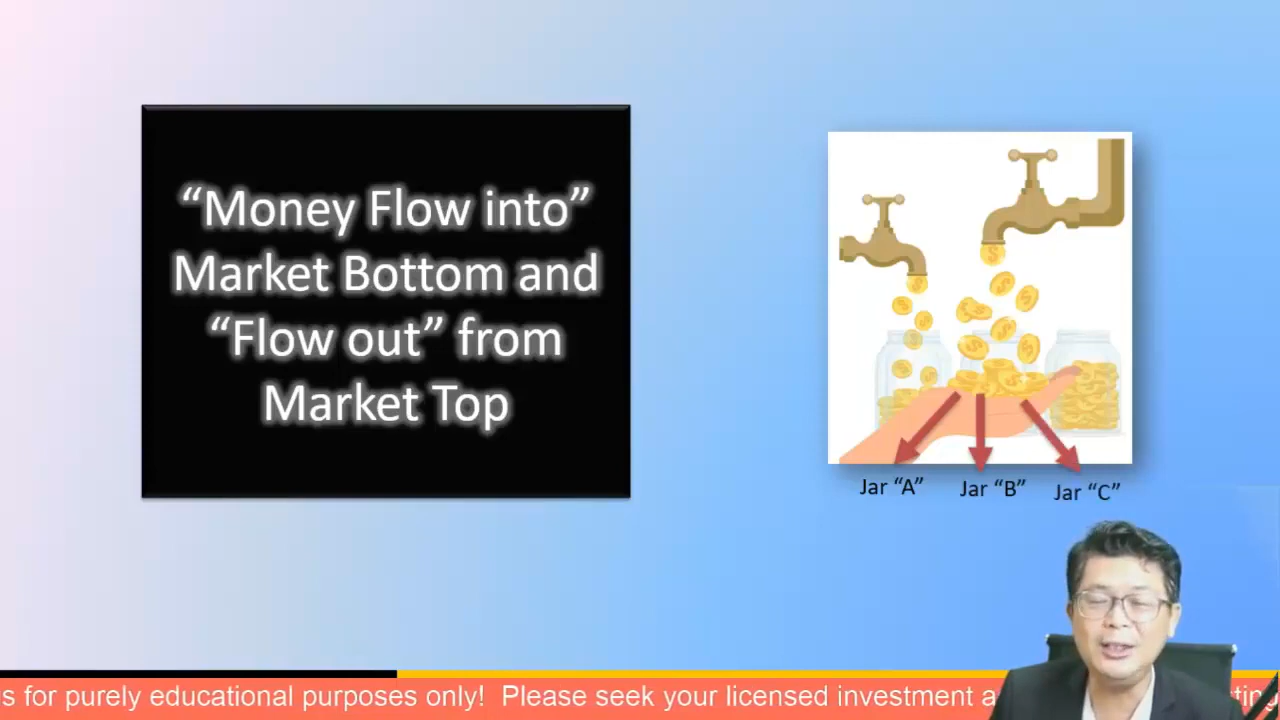 “Money Flow into”
Market Bottom and
“Flow out” from
Market Top
$
$
$
$
$
$
$
$
$
$
$
$
Jar “A”
Jar “B”
Jar “C”
for purely educational purposes only! Please seek your licensed investment